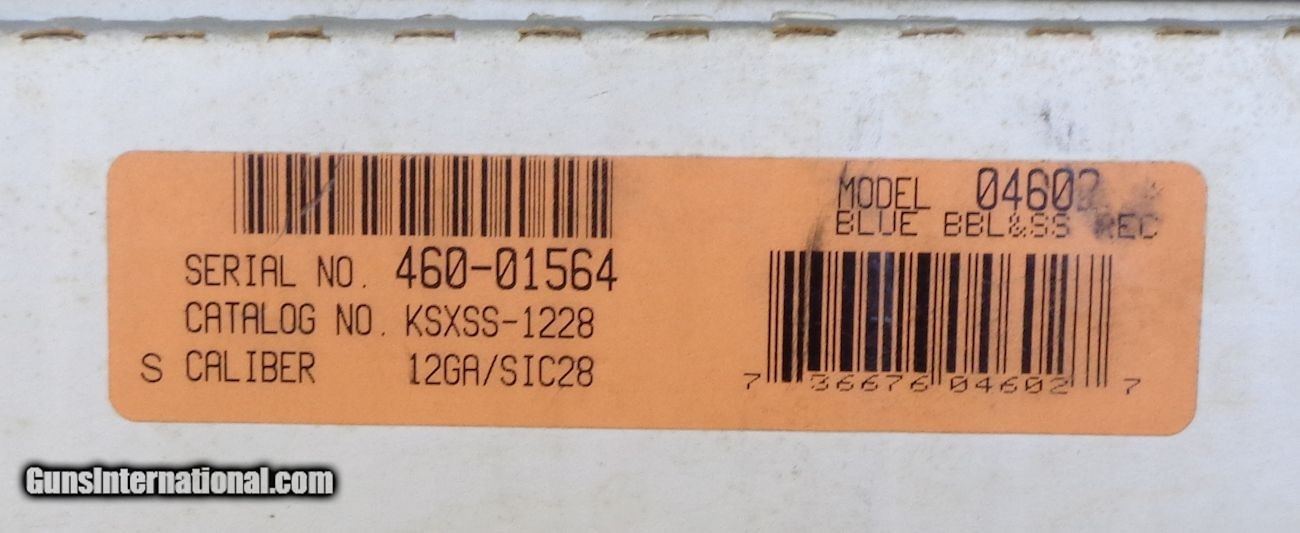 MODEL 04602
BLUE BBL&SS REC
SERIAL NO. 460-01564
CATALOG NO. KSXSS-1228
S CALIBER 12GA/SIC28
7 36676 04602 7
GunsInternational.com